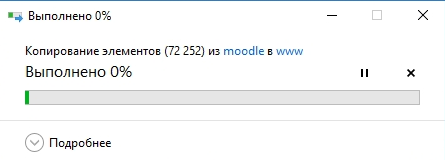 Выполнено 0%
Копирование элементов (72 252) из moodle в www
Выполнено 0%
Подробнее